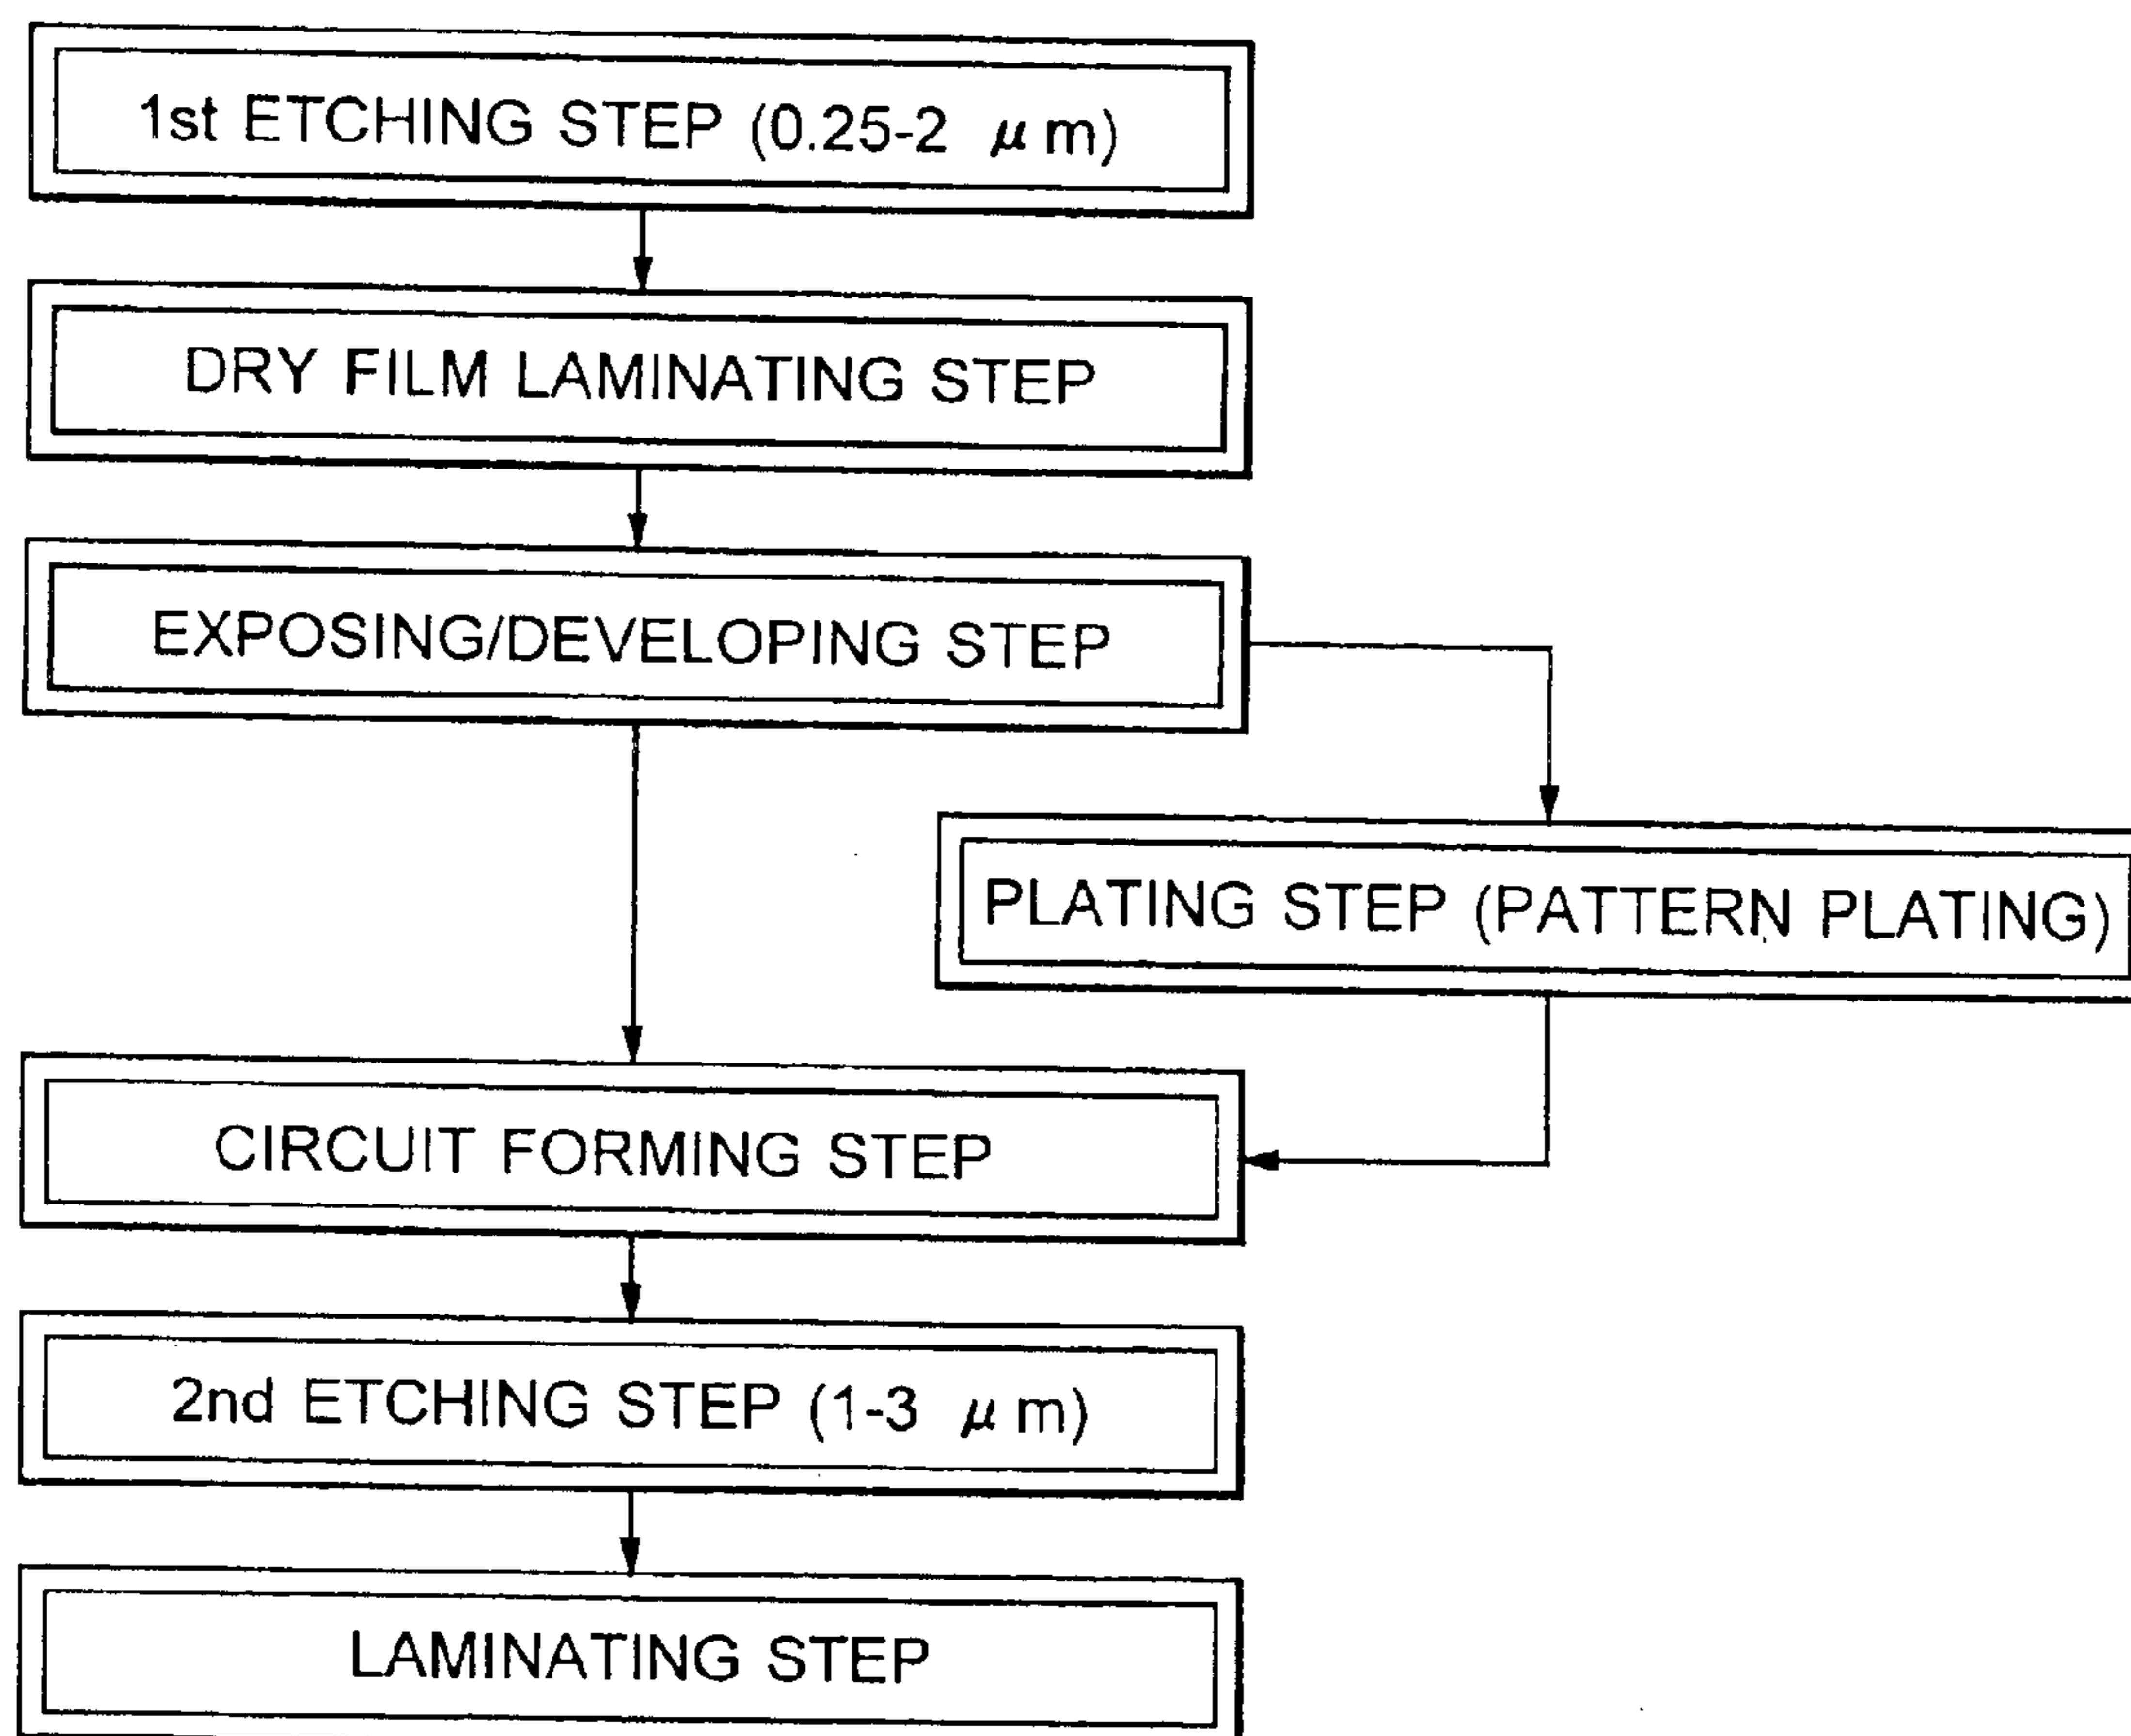 1st ETCHING STEP (0.25-2 μm)
DRY FILM LAMINATING STEP
EXPOSING/DEVELOPING STEP
PLATING STEP (PATTERN PLATING)
CIRCUIT FORMING STEP
2nd ETCHING STEP (1-3 μm)
LAMINATING STEP